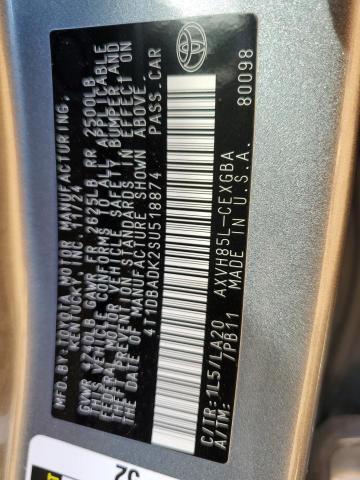 MFD. BY: TOYOTA MOTOR MANUFACTURING,
KENTUCKY, INC. 11/24
GVWR 2240LB GAWR FR 2625LB RR 2500LB
THIS VEHICLE CONFORMS TO ALL APPLICABLE
FEDERAL MOTOR VEHICLE SAFETY, BUMPER AND
THEFT PREVENTION STANDARDS IN EFFECT ON
THE DATE OF MANUFACTURE SHOWN ABOVE.
4T1DBADK2SU518874 PASS.CAR
C/TR: 1L5/LA20 AXVH85L-CEXGBA
A/TM: /PB11 MADE IN U.S.A.
80098